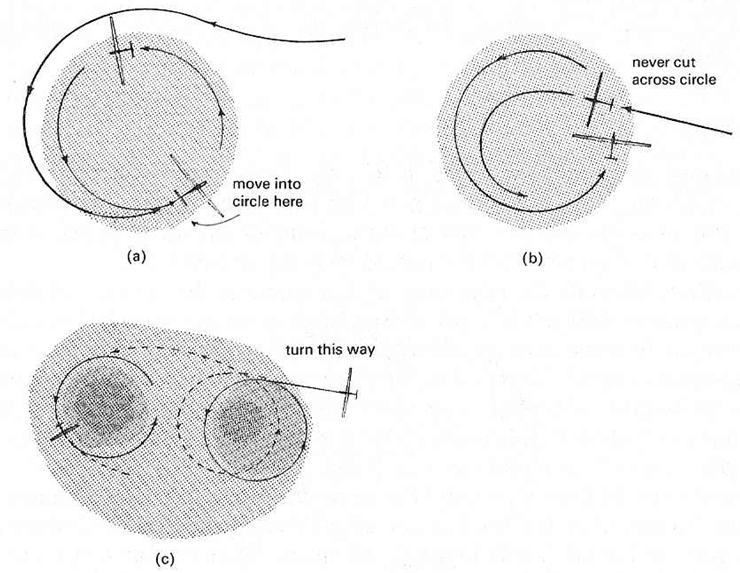 never cut
across circle
move into
circle here
(a)
(b)
turn this way
(c)